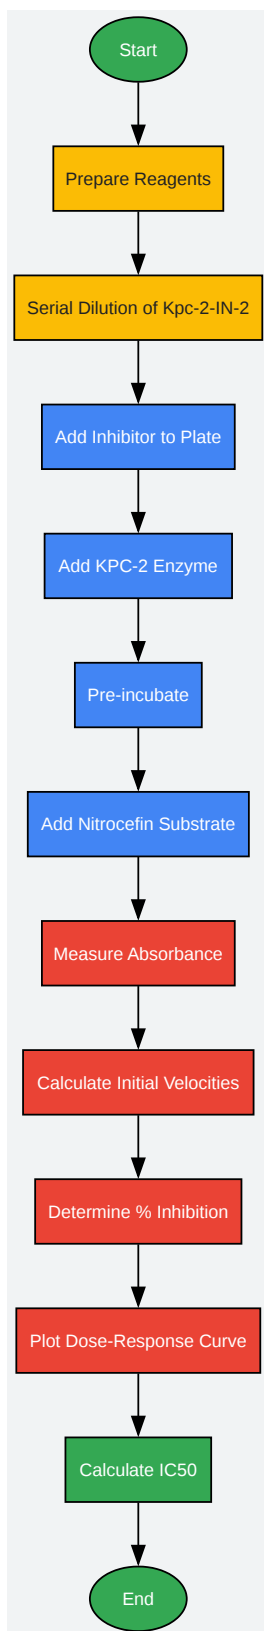 Start
Prepare Reagents
Serial Dilution of Kpc-2-IN-2
Add Inhibitor to Plate
Add KPC-2 Enzyme
Pre-incubate
Add Nitrocefin Substrate
Measure Absorbance
Calculate Initial Velocities
Determine % Inhibition
Plot Dose-Response Curve
Calculate IC50
End